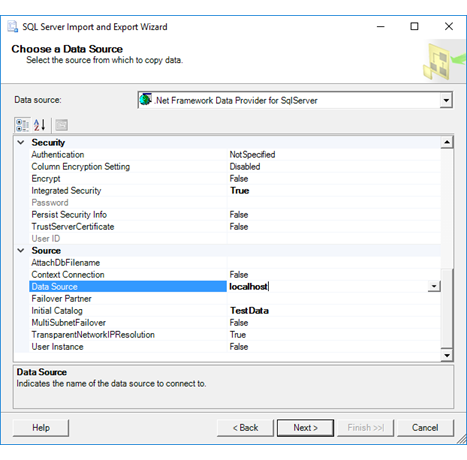 SQL Server Import and Export Wizard
Choose a Data Source
Select the source from which to copy data.
Data source: .Net Framework Data Provider for SqlServer
Security
Authentication NotSpecified
Column Encryption Setting Disabled
Encrypt False
Integrated Security True
Password
Persist Security Info False
TrustServerCertificate False
User ID
Source
AttachDbFilename
Context Connection False
Data Source localhost
Failover Partner
Initial Catalog TestData
MultiSubnetFailover False
TransparentNetworkIPResolution True
User Instance False
Data Source
Indicates the name of the data source to connect to.
Help < Back Next > Finish >>| Cancel